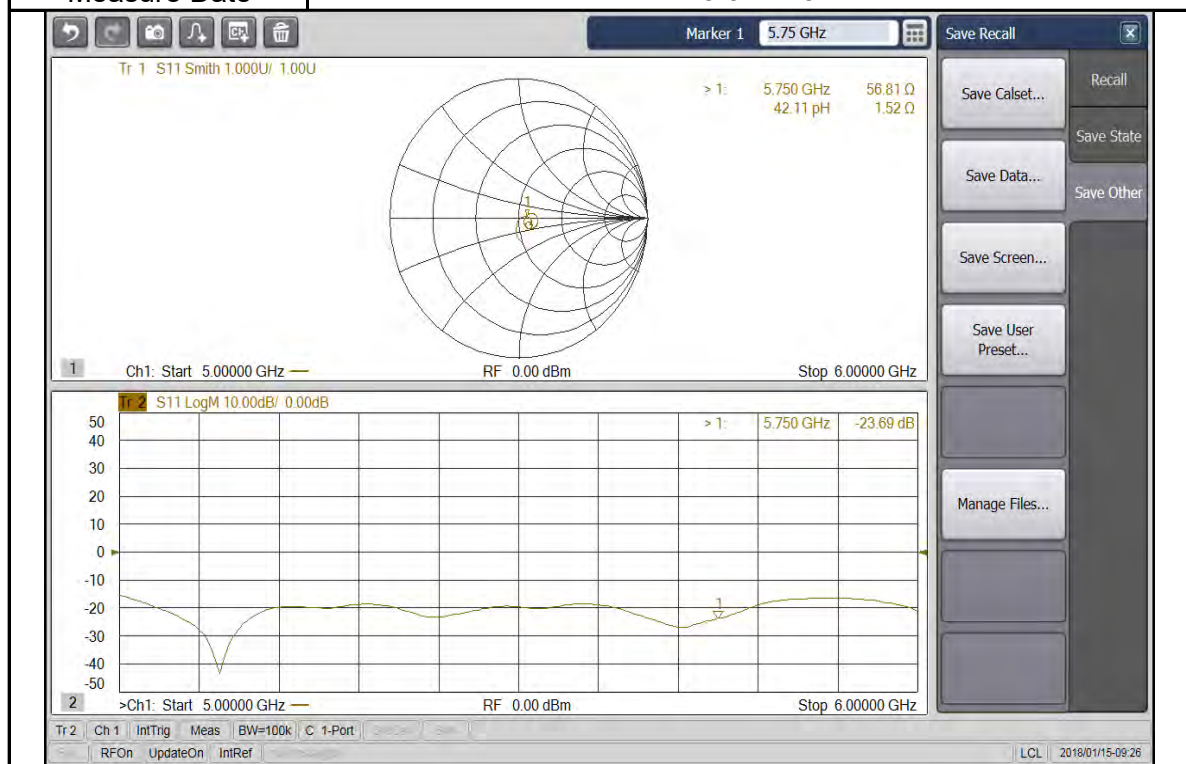 Measure Date
Marker 1 5.75 GHz
Save Recall
Tr 1 S11 Smith 1.000U/ 1.00U
> 1: 5.750 GHz 56.81 Ω
42.11 pH 1.52 Ω
1
1 Ch1: Start 5.00000 GHz RF 0.00 dBm Stop 6.00000 GHz
Tr 2 S11 LogM 10.00dB/ 0.00dB
> 1: 5.750 GHz -23.69 dB
50
40
30
20
10
0
-10
-20
-30
-40
-50
1
2 >Ch1: Start 5.00000 GHz RF 0.00 dBm Stop 6.00000 GHz
Save Calset...
Save Data...
Save Screen...
Save User
Preset...
Manage Files...
Recall
Save State
Save Other
Tr 2 Ch 1 IntTrig Meas BW=100k C 1-Port
RFOn UpdateOn IntRef
LCL 2018/01/15-09:26